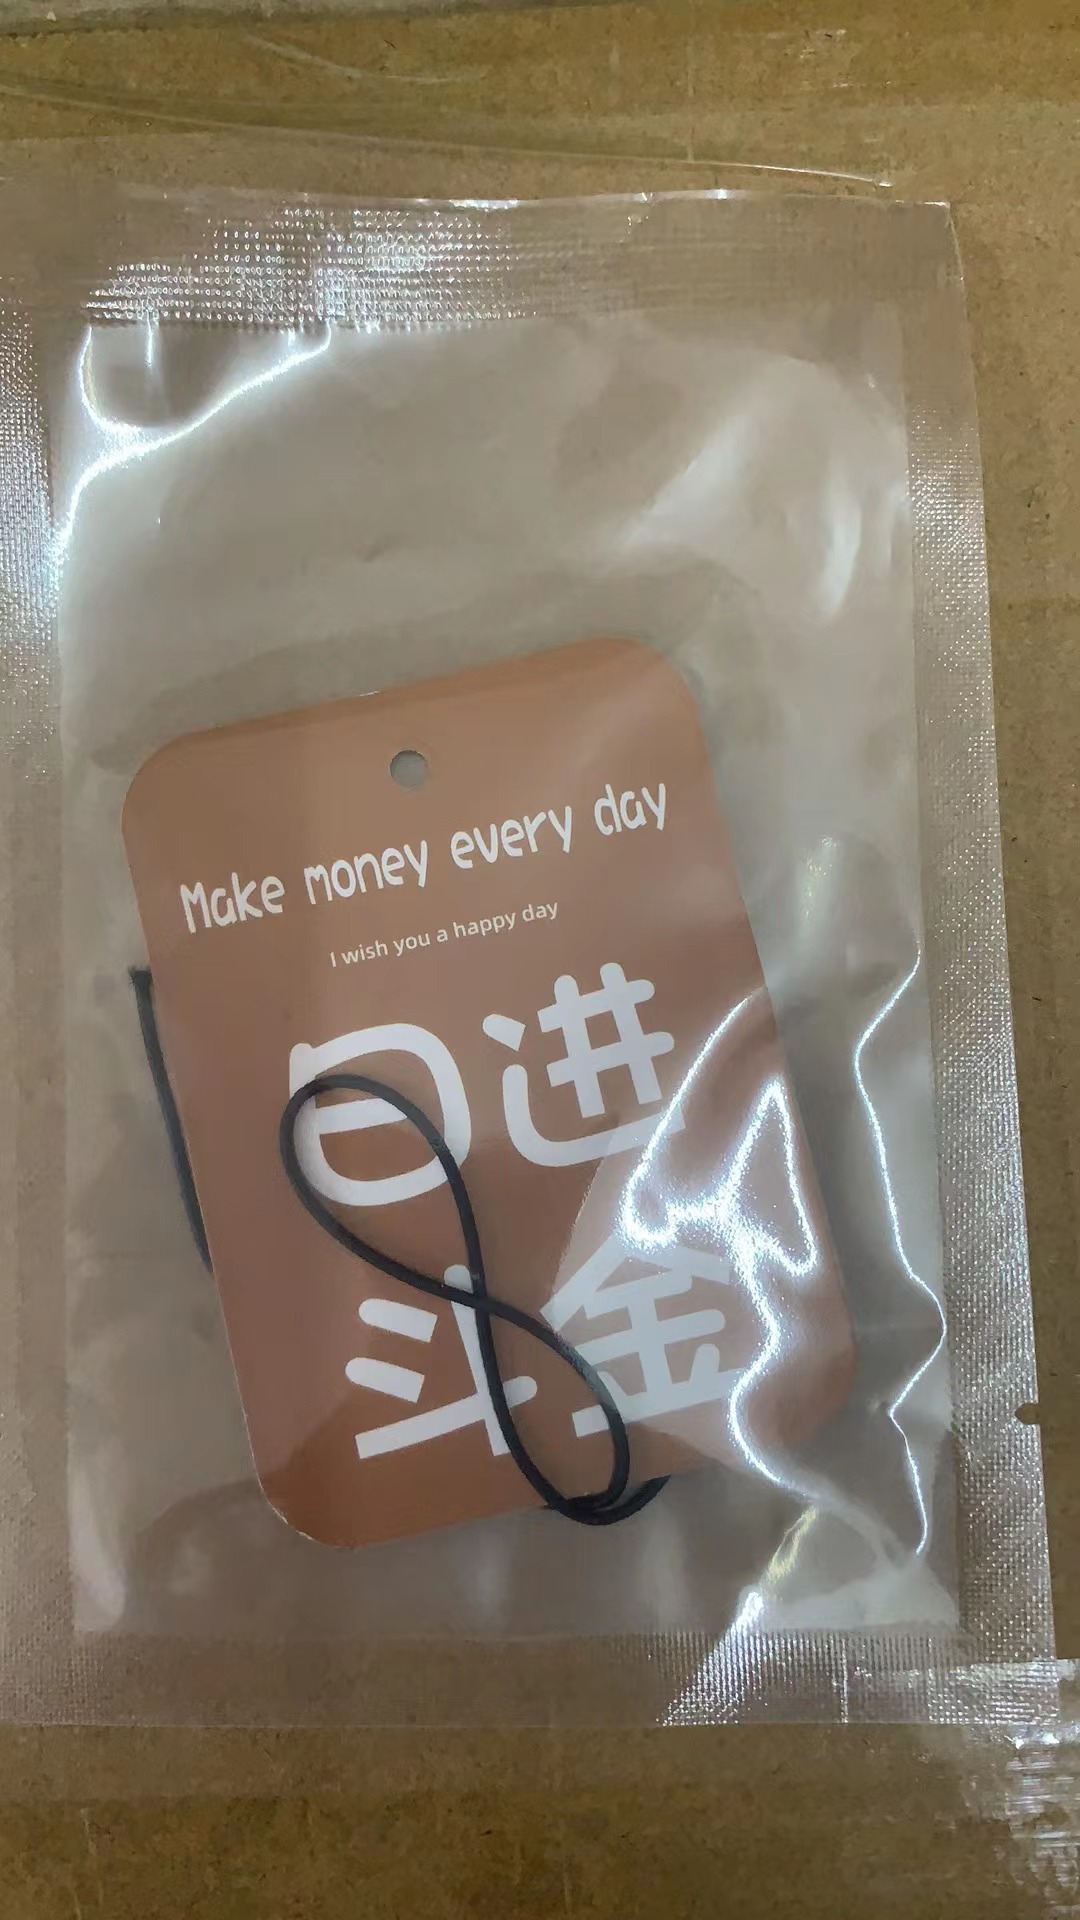 Make money every day
I wish you a happy day
日进
斗金